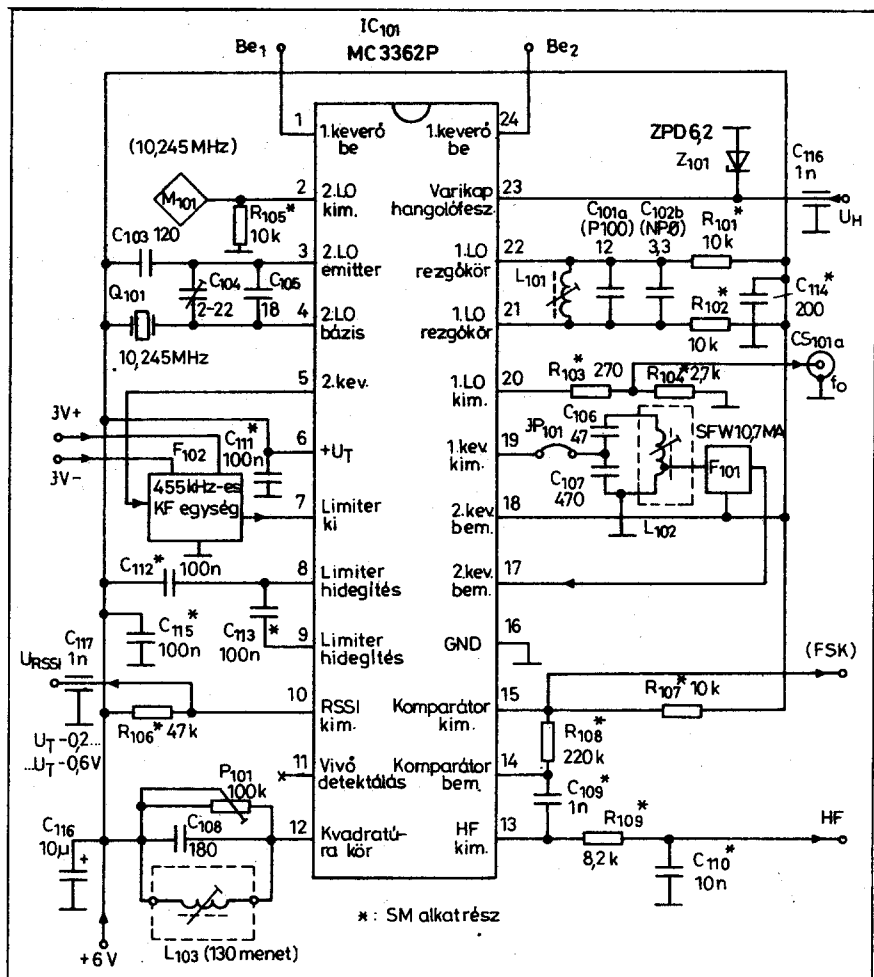 IC101
MC3362P
Be1
Be2
1
1.keverő
be
24
1.keverő
be
ZPD 6,2
Z101
C116
1n
UH
(10,245 MHz)
M101
R105*
10k
2
2.LO
kim.
23
Varikap
hangolófesz.
C103 120
3
2.LO
emitter
22
1.LO
rezgőkör
C101a
(P100)
12
C102b
(NPØ)
3,3
R101*
10k
Q101
10,245MHz
C104
2-22
C105
18
4
2.LO
bázis
21
1.LO
rezgőkör
L101
R102*
10k
C114*
200
CS101a
fo
5
2.kev.
20
1.LO
kim.
R103* 270
R104* 2,7k
3V+
3V-
F102
455kHz-es
KF egység
C111*
100n
6
+UT
19
1.kev.
kim.
JP101
C106
47
C107
470
L102
SFW10,7MA
F101
7
Limiter
ki
18
2.kev.
bem.
C112*
100n
8
Limiter
hidegítés
17
2.kev.
bem.
C115*
100n
C113*
100n
9
Limiter
hidegítés
16
GND
C117
1n
URSSI
R106* 47k
UT-0,2...
...UT-0,6V
10
RSSI
kim.
15
Komparátor
kim.
(FSK)
R107* 10k
R108*
220k
11
Vivő
detektálás
14
Komparátor
bem.
C109*
1n
P101
100k
C108
180
12
Kvadratú-
ra kör
13
HF
kim.
R109*
8,2k
HF
C110*
10n
C116
10µ
+
L103 (130 menet)
+6V
* : SM alkatrész